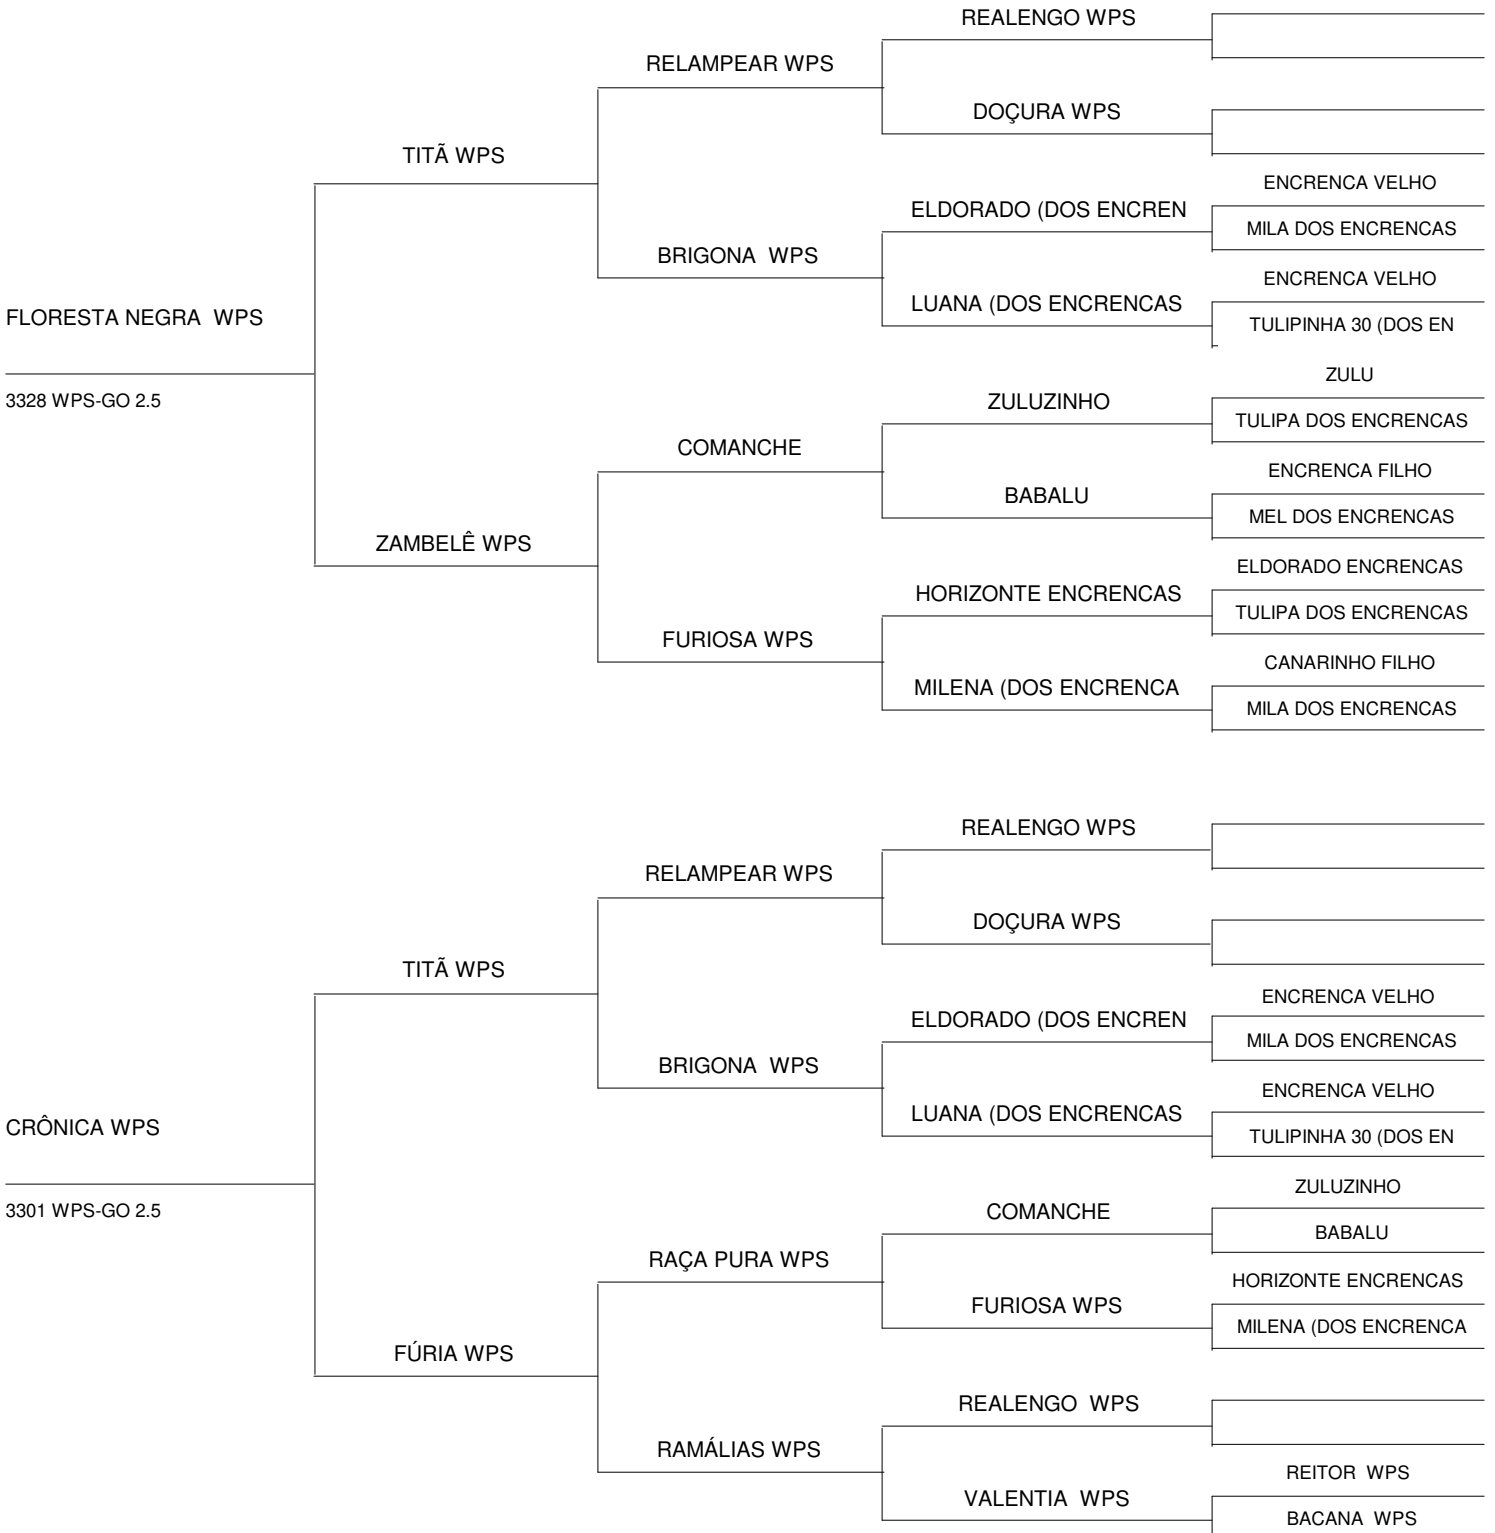 REALENGO WPS
RELAMPEAR WPS
DOÇURA WPS
TITÃ WPS
ENCRENCA VELHO
ELDORADO (DOS ENCREN
MILA DOS ENCRENCAS
BRIGONA  WPS
ENCRENCA VELHO
LUANA (DOS ENCRENCAS
TULIPINHA 30 (DOS EN
FLORESTA NEGRA  WPS
3328 WPS-GO 2.5
ZULU
ZULUZINHO
TULIPA DOS ENCRENCAS
COMANCHE
ENCRENCA FILHO
BABALU
MEL DOS ENCRENCAS
ZAMBELÊ WPS
ELDORADO ENCRENCAS
HORIZONTE ENCRENCAS
TULIPA DOS ENCRENCAS
FURIOSA WPS
CANARINHO FILHO
MILENA (DOS ENCRENCA
MILA DOS ENCRENCAS
REALENGO WPS
RELAMPEAR WPS
DOÇURA WPS
TITÃ WPS
ENCRENCA VELHO
ELDORADO (DOS ENCREN
MILA DOS ENCRENCAS
BRIGONA  WPS
ENCRENCA VELHO
LUANA (DOS ENCRENCAS
TULIPINHA 30 (DOS EN
CRÔNICA WPS
3301 WPS-GO 2.5
ZULUZINHO
COMANCHE
BABALU
RAÇA PURA WPS
HORIZONTE ENCRENCAS
FURIOSA WPS
MILENA (DOS ENCRENCA
FÚRIA WPS
REALENGO  WPS
RAMÁLIAS WPS
REITOR  WPS
VALENTIA  WPS
BACANA  WPS